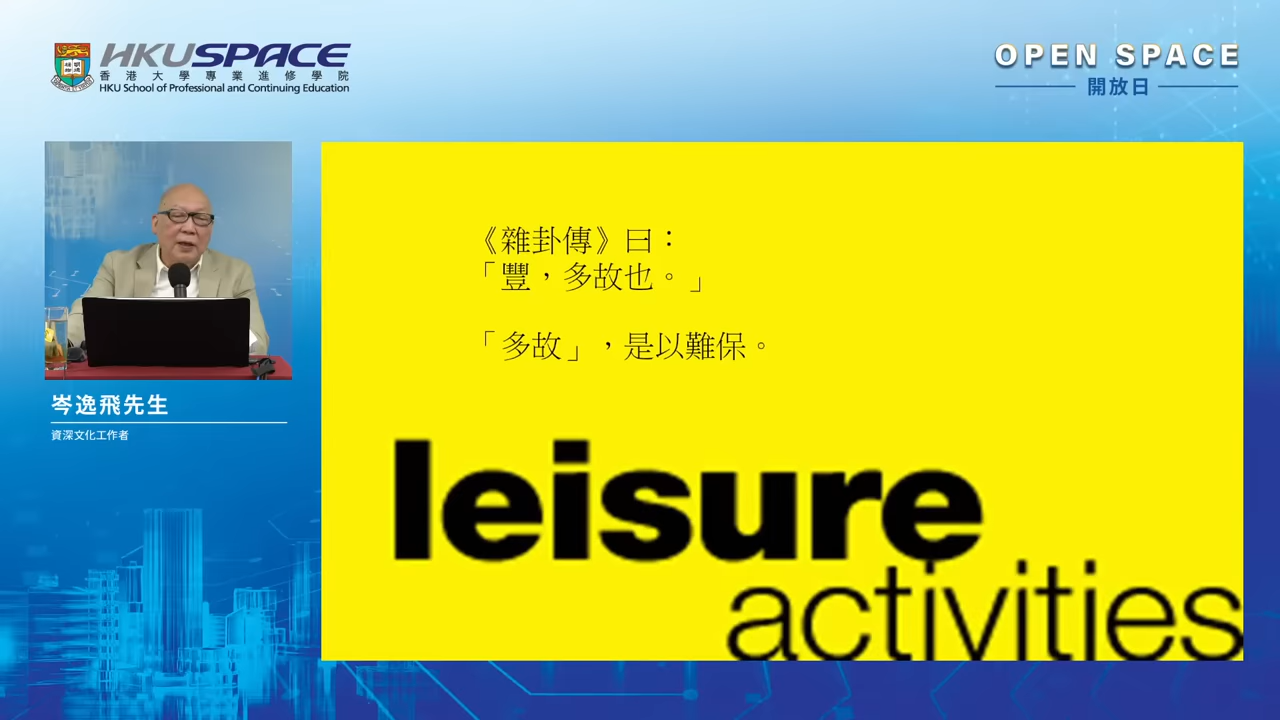 HKUSPACE
香港大學專業進修學院
HKU School of Professional and Continuing Education
OPEN SPACE
開放日
岑逸飛先生
資深文化工作者
《雜卦傳》曰：
「豐，多故也。」
「多故」，是以難保。
leisure
activities